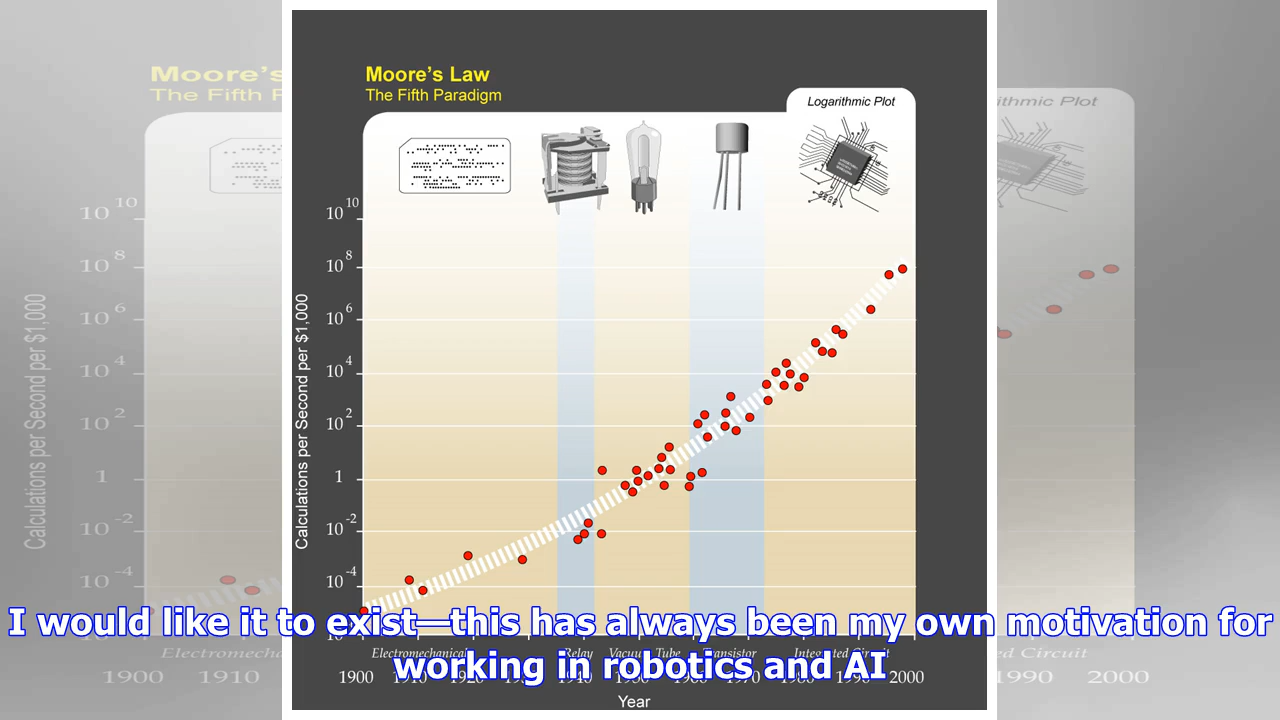 Moore's Law
The Fifth Paradigm
Logarithmic Plot
Calculations per Second per $1,000
10^10
10^8
10^6
10^4
10^2
1
10^-2
10^-4
I would like it to exist—this has always been my own motivation for
working in robotics and AI
Electromechanical Relay Vacuum Tube Transistor Integrated Circuit
1900 1910 1920 1940 1960 1970 1980 1990 2000
Year